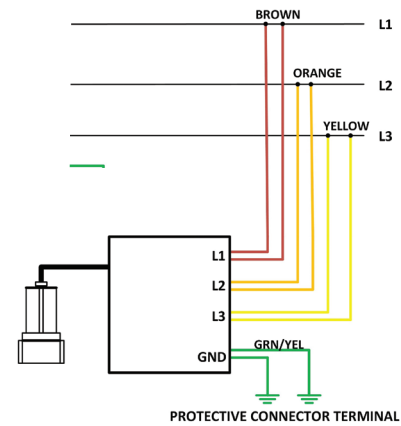 BROWN
L1
ORANGE
L2
YELLOW
L3
L1
L2
L3
GRN/YEL
GND
PROTECTIVE CONNECTOR TERMINAL